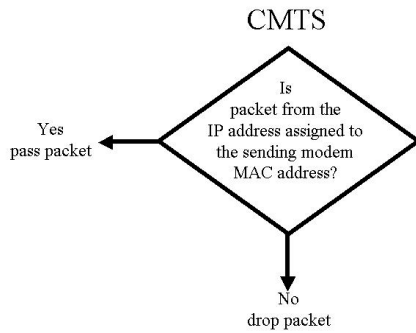 CMTS
Is
packet from the
IP address assigned to
the sending modem
MAC address?
Yes
pass packet
No
drop packet